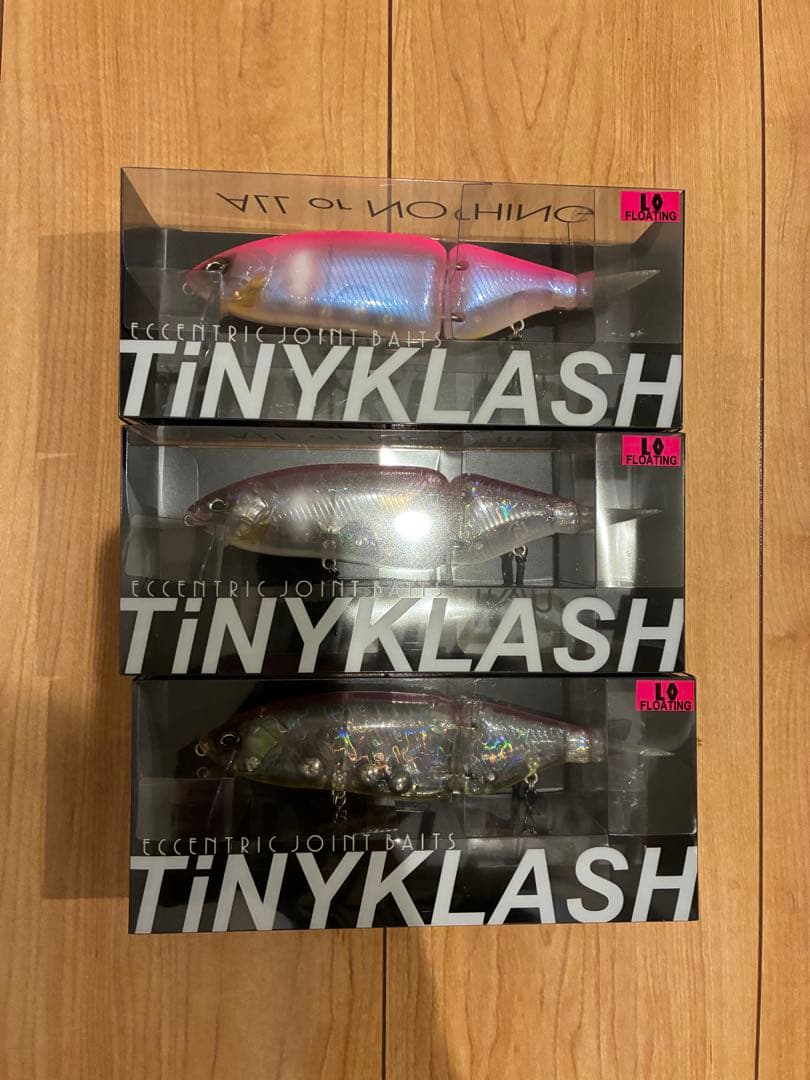 ALL or NOTHING
LO
FLOATING
ECCENTRIC JOINT BAITS
TiNYKLASH
LO
FLOATING
ECCENTRIC JOINT BAITS
TiNYKLASH
LO
FLOATING
ECCENTRIC JOINT BAITS
TiNYKLASH